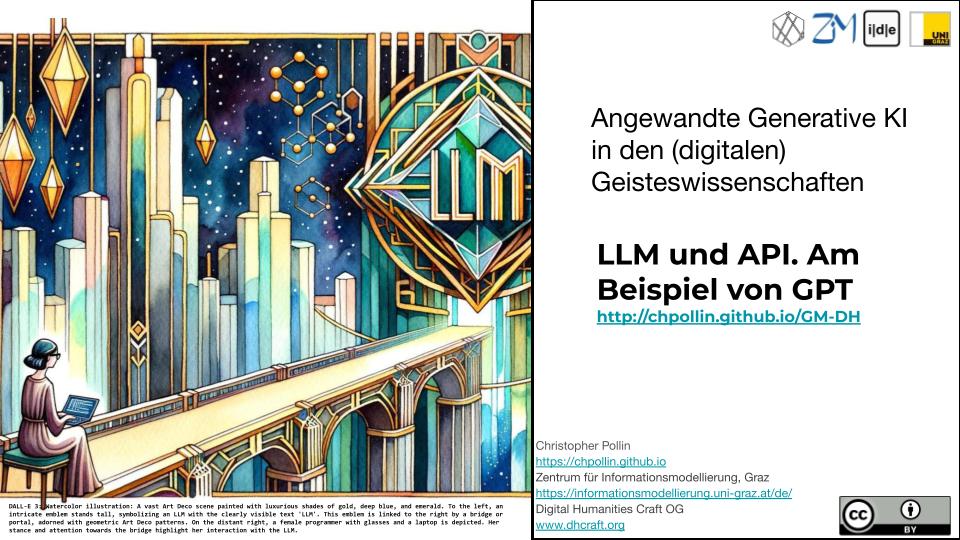 ZIM
i|d|e
UNI
GRAZ
LLM
Angewandte Generative KI
in den (digitalen)
Geisteswissenschaften
LLM und API. Am
Beispiel von GPT
http://chpollin.github.io/GM-DH
Christopher Pollin
https://chpollin.github.io
Zentrum für Informationsmodellierung, Graz
https://informationsmodellierung.uni-graz.at/de/
Digital Humanities Craft OG
www.dhcraft.org
cc
BY
DALL-E 3: Watercolor illustration: A vast Art Deco scene painted with luxurious shades of gold, deep blue, and emerald. To the left, an
intricate emblem stands tall, symbolizing an LLM with the clearly visible text "LLM". This emblem is linked to the right by a bridge or
portal, adorned with geometric Art Deco patterns. On the distant right, a female programmer with glasses and a laptop is depicted. Her
stance and attention towards the bridge highlight her interaction with the LLM.